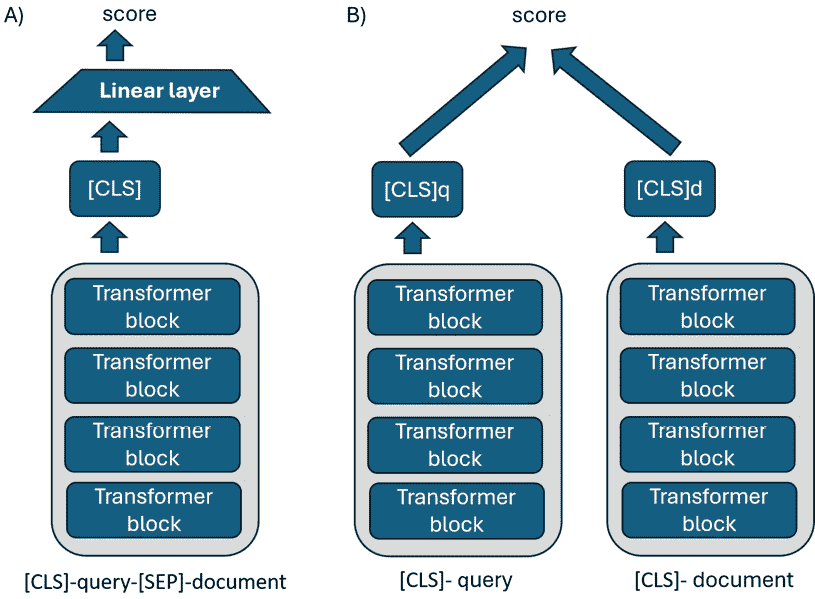 A)
score
Linear layer
[CLS]
Transformer
block
Transformer
block
Transformer
block
Transformer
block
[CLS]-query-[SEP]-document
B)
score
[CLS]q
[CLS]d
Transformer
block
Transformer
block
Transformer
block
Transformer
block
[CLS]- query
Transformer
block
Transformer
block
Transformer
block
Transformer
block
[CLS]- document